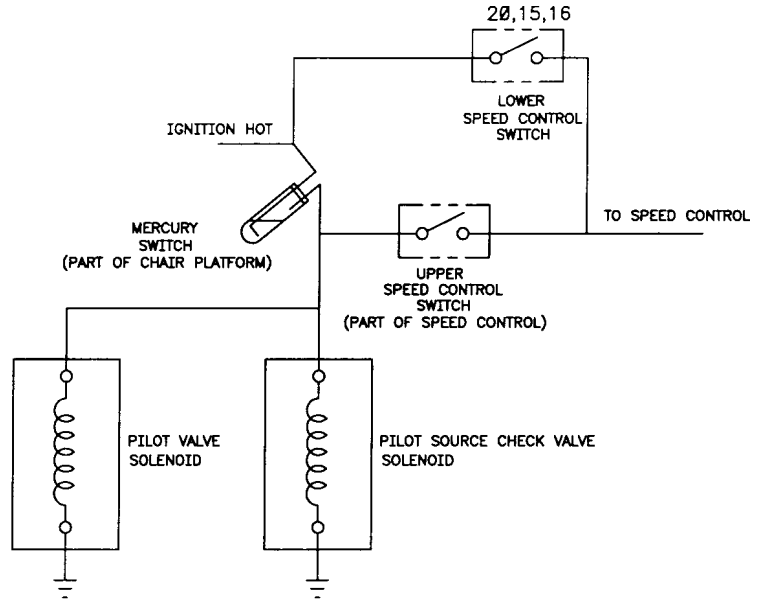 20,15,16
LOWER
SPEED CONTROL
SWITCH
IGNITION HOT
MERCURY
SWITCH
(PART OF CHAIR PLATFORM)
TO SPEED CONTROL
UPPER
SPEED CONTROL
SWITCH
(PART OF SPEED CONTROL)
PILOT VALVE
SOLENOID
PILOT SOURCE CHECK VALVE
SOLENOID